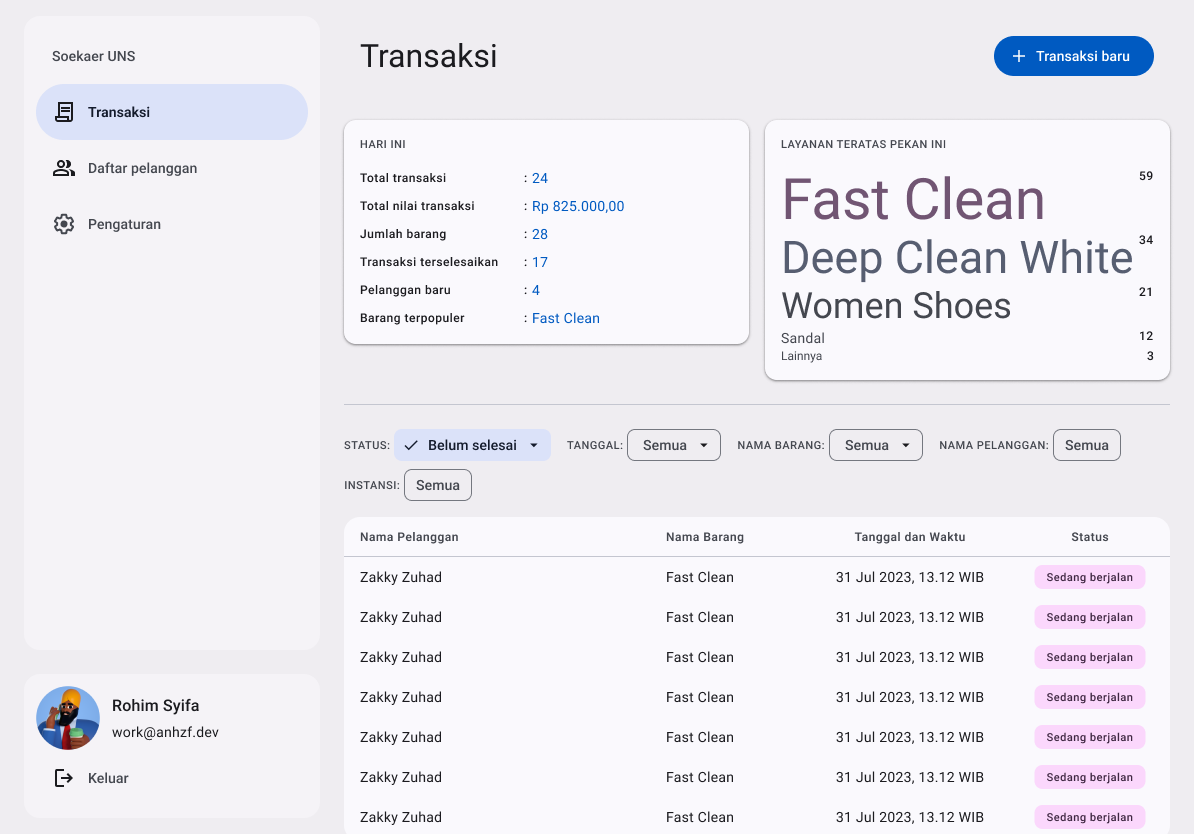 Soekaer UNS
Transaksi
Daftar pelanggan
Pengaturan
Rohim Syifa
work@anhzf.dev
Keluar
Transaksi
Transaksi baru
HARI INI
Total transaksi : 24
Total nilai transaksi : Rp 825.000,00
Jumlah barang : 28
Transaksi terselesaikan : 17
Pelanggan baru : 4
Barang terpopuler : Fast Clean
LAYANAN TERATAS PEKAN INI
Fast Clean 59
Deep Clean White 34
Women Shoes 21
Sandal 12
Lainnya 3
STATUS: Belum selesai TANGGAL: Semua NAMA BARANG: Semua NAMA PELANGGAN: Semua
INSTANSI: Semua
Nama Pelanggan Nama Barang Tanggal dan Waktu Status
Zakky Zuhad Fast Clean 31 Jul 2023, 13.12 WIB Sedang berjalan
Zakky Zuhad Fast Clean 31 Jul 2023, 13.12 WIB Sedang berjalan
Zakky Zuhad Fast Clean 31 Jul 2023, 13.12 WIB Sedang berjalan
Zakky Zuhad Fast Clean 31 Jul 2023, 13.12 WIB Sedang berjalan
Zakky Zuhad Fast Clean 31 Jul 2023, 13.12 WIB Sedang berjalan
Zakky Zuhad Fast Clean 31 Jul 2023, 13.12 WIB Sedang berjalan
Zakky Zuhad Fast Clean 31 Jul 2023, 13.12 WIB Sedang berjalan